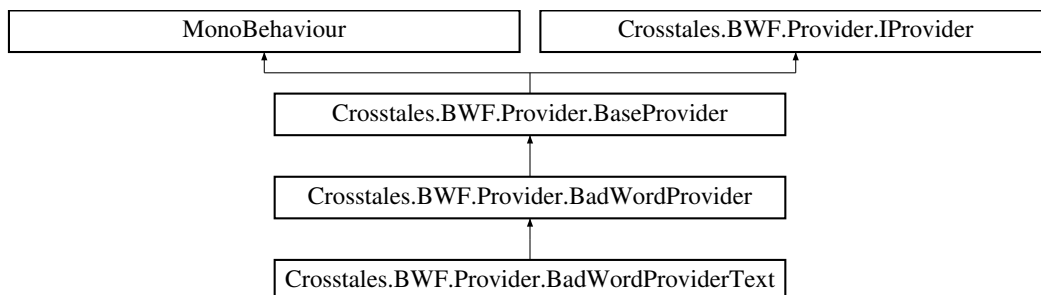 MonoBehaviour
Crosstales.BWF.Provider.IProvider
Crosstales.BWF.Provider.BaseProvider
Crosstales.BWF.Provider.BadWordProvider
Crosstales.BWF.Provider.BadWordProviderText